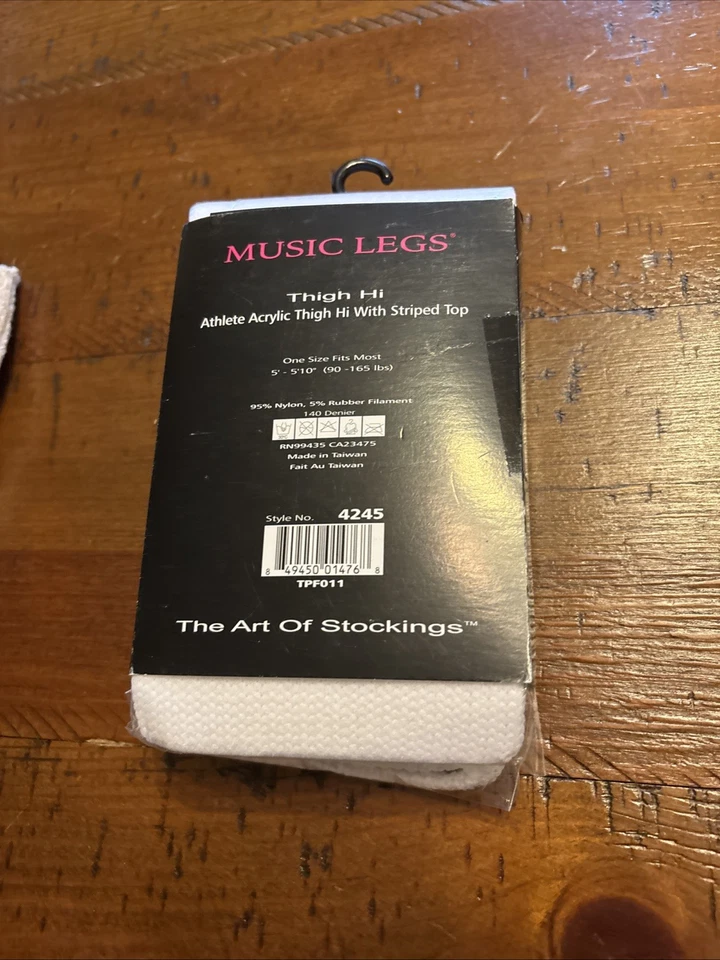 MUSIC LEGS®
Thigh Hi
Athlete Acrylic Thigh Hi With Striped Top
One Size Fits Most
5' - 5'10" (90 -165 lbs)
95% Nylon, 5% Rubber Filament
140 Denier
RN99435 CA23475
Made in Taiwan
Fait Au Taiwan
Style No. 4245
8 49450 01476 8
TPF011
The Art Of Stockings™